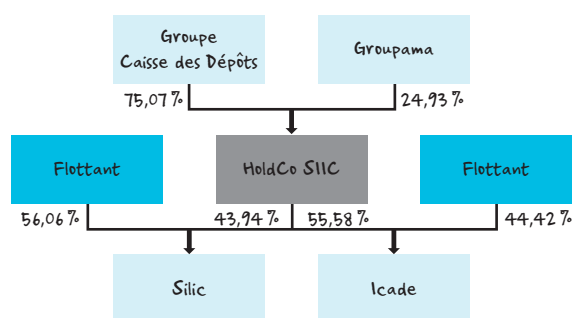 Groupe
Caisse des Dépôts
Groupama
75,07 %
24,93 %
Flottant
HoldCo SIIC
Flottant
56,06 %
43,94 %
55,58 %
44,42 %
Silic
Icade